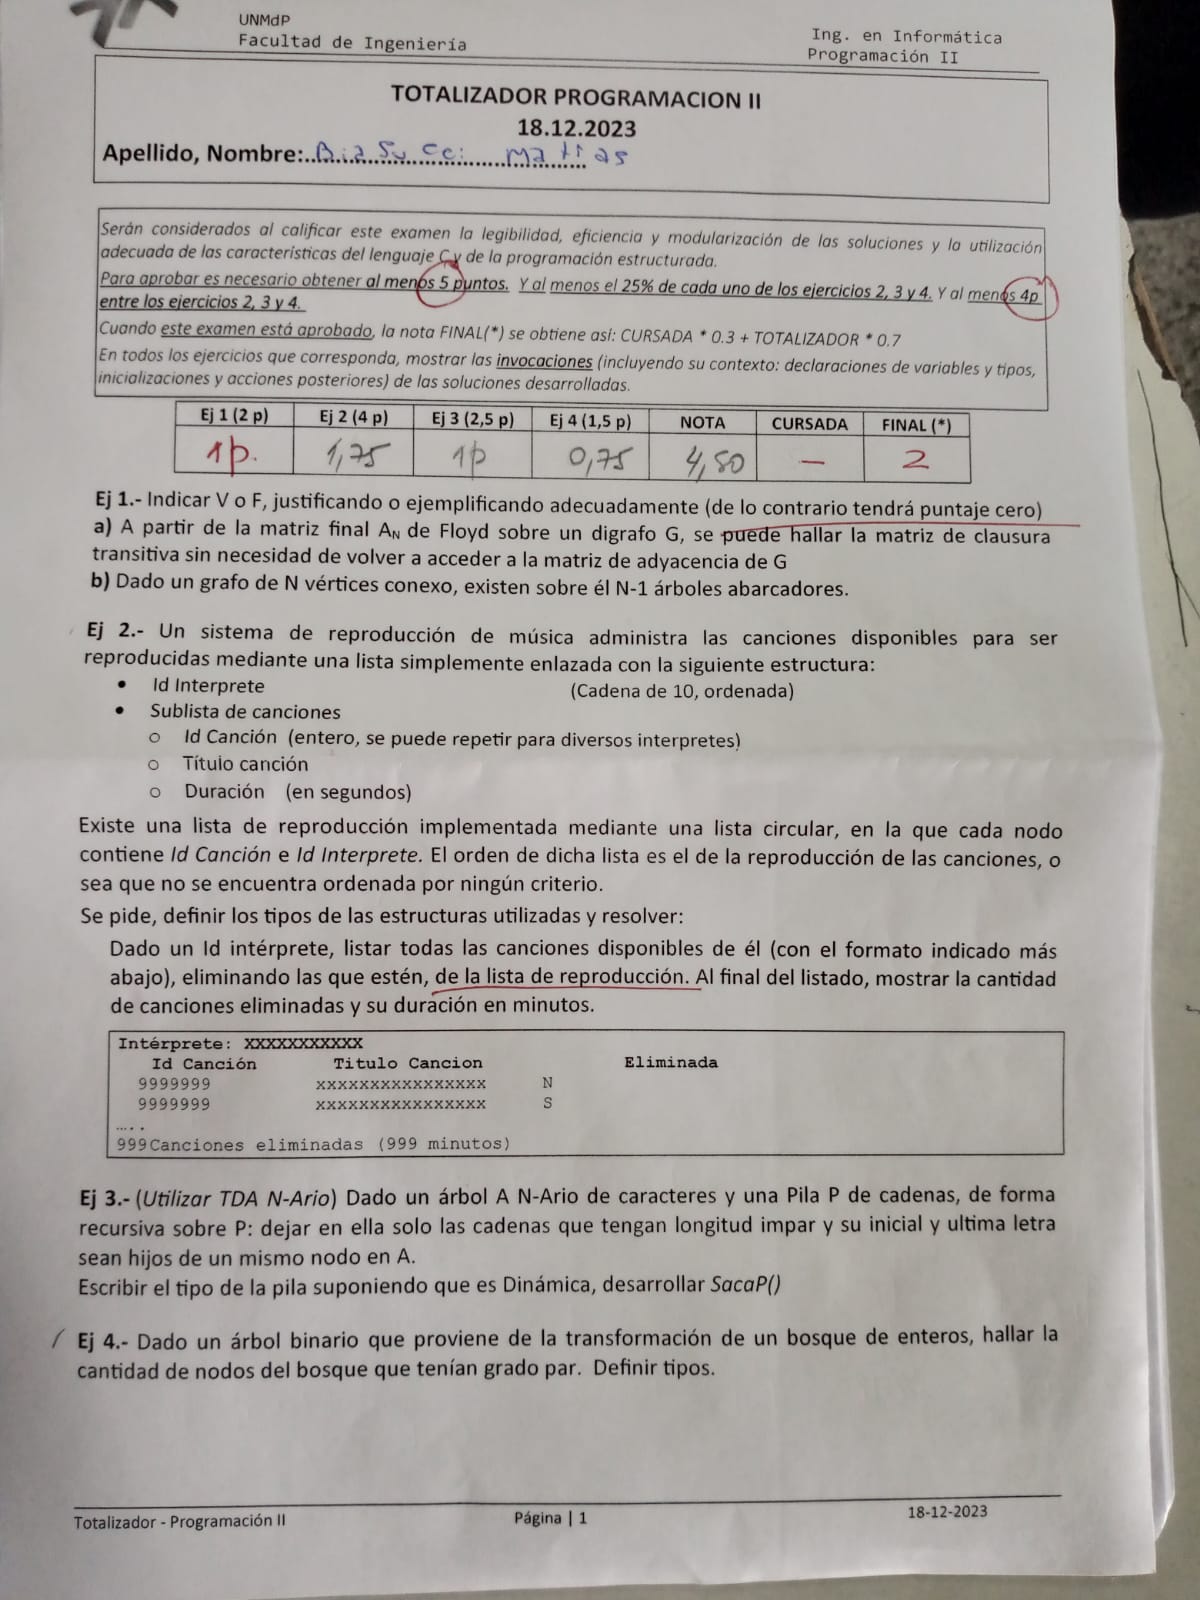 UNMdP
Facultad de Ingeniería
Ing. en Informática
Programación II
TOTALIZADOR PROGRAMACION II
18.12.2023
Apellido, Nombre:..Biasucci Matias
Serán considerados al calificar este examen la legibilidad, eficiencia y modularización de las soluciones y la utilización
adecuada de las características del lenguaje C y de la programación estructurada.
Para aprobar es necesario obtener al menos 5 puntos. Y al menos el 25% de cada uno de los ejercicios 2, 3 y 4. Y al menos 4p
entre los ejercicios 2, 3 y 4.
Cuando este examen está aprobado, la nota FINAL(*) se obtiene así: CURSADA * 0.3 + TOTALIZADOR * 0.7
En todos los ejercicios que corresponda, mostrar las invocaciones (incluyendo su contexto: declaraciones de variables y tipos,
inicializaciones y acciones posteriores) de las soluciones desarrolladas.
Ej 1 (2 p) Ej 2 (4 p) Ej 3 (2,5 p) Ej 4 (1,5 p) NOTA CURSADA FINAL (*)
1p. 1,75 1p 0,75 4,50 — 2
Ej 1.- Indicar V o F, justificando o ejemplificando adecuadamente (de lo contrario tendrá puntaje cero)
a) A partir de la matriz final AN de Floyd sobre un digrafo G, se puede hallar la matriz de clausura
transitiva sin necesidad de volver a acceder a la matriz de adyacencia de G
b) Dado un grafo de N vértices conexo, existen sobre él N-1 árboles abarcadores.
Ej 2.- Un sistema de reproducción de música administra las canciones disponibles para ser
reproducidas mediante una lista simplemente enlazada con la siguiente estructura:
• Id Interprete (Cadena de 10, ordenada)
• Sublista de canciones
o Id Canción (entero, se puede repetir para diversos interpretes)
o Título canción
o Duración (en segundos)
Existe una lista de reproducción implementada mediante una lista circular, en la que cada nodo
contiene Id Canción e Id Interprete. El orden de dicha lista es el de la reproducción de las canciones, o
sea que no se encuentra ordenada por ningún criterio.
Se pide, definir los tipos de las estructuras utilizadas y resolver:
Dado un Id intérprete, listar todas las canciones disponibles de él (con el formato indicado más
abajo), eliminando las que estén, de la lista de reproducción. Al final del listado, mostrar la cantidad
de canciones eliminadas y su duración en minutos.
Intérprete: XXXXXXXXXXX
Id Canción Titulo Cancion Eliminada
9999999 xxxxxxxxxxxxxxxx N
9999999 xxxxxxxxxxxxxxxx S
…..
999Canciones eliminadas (999 minutos)
Ej 3.- (Utilizar TDA N-Ario) Dado un árbol A N-Ario de caracteres y una Pila P de cadenas, de forma
recursiva sobre P: dejar en ella solo las cadenas que tengan longitud impar y su inicial y ultima letra
sean hijos de un mismo nodo en A.
Escribir el tipo de la pila suponiendo que es Dinámica, desarrollar SacaP()
Ej 4.- Dado un árbol binario que proviene de la transformación de un bosque de enteros, hallar la
cantidad de nodos del bosque que tenían grado par. Definir tipos.
Totalizador - Programación II Página | 1 18-12-2023